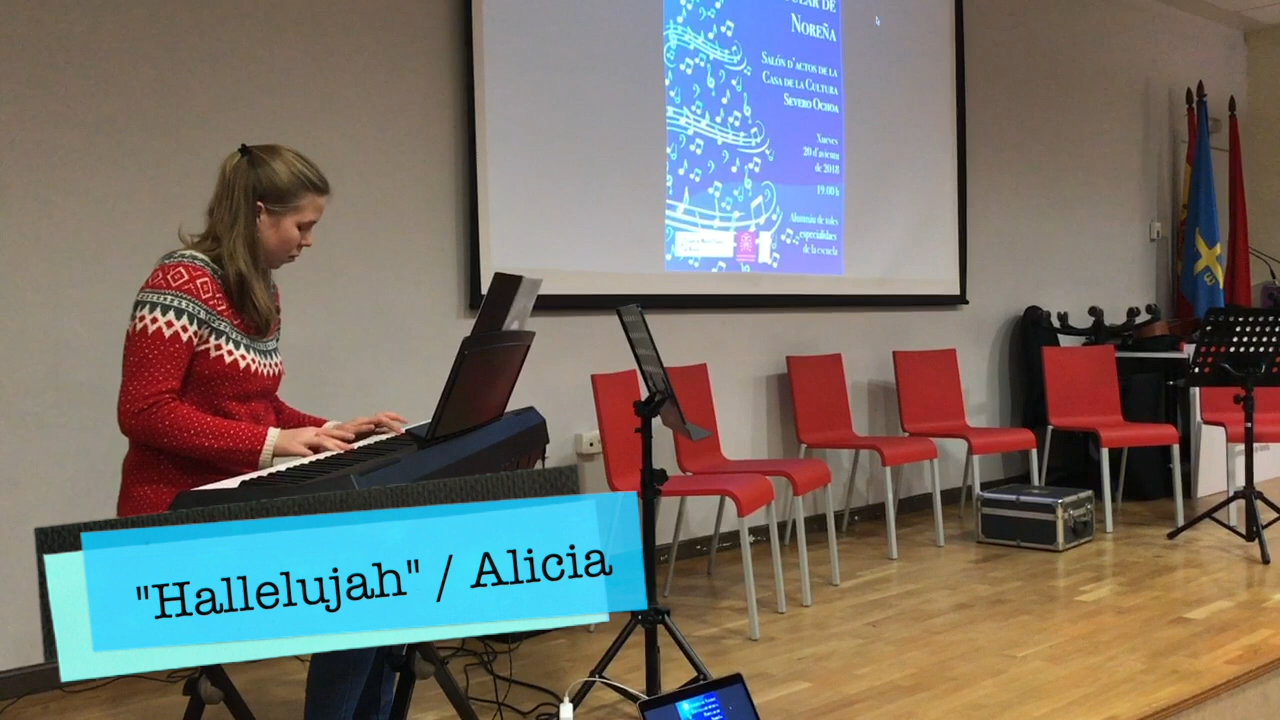 NOREÑA
SALÓN D'ACTOS DE LA
CASA DE LA CULTURA
SEVERO OCHOA
Xueves
20 d'avientu
de 2018
19.00 h
Alumnáu de toles
especialidaes
de la escuela
"Hallelujah" / Alicia